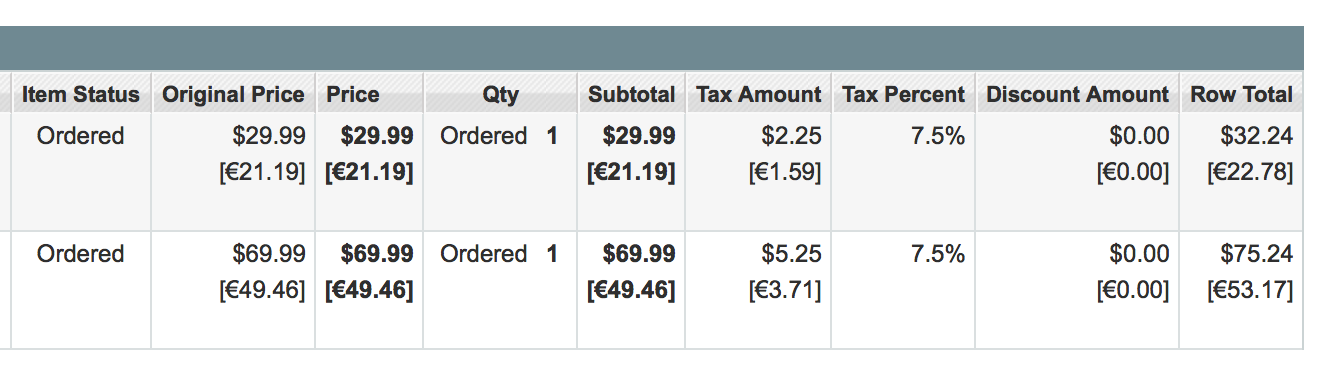 Item Status Original Price Price Qty Subtotal Tax Amount Tax Percent Discount Amount Row Total
Ordered $29.99 $29.99 Ordered 1 $29.99 $2.25 7.5% $0.00 $32.24
[€21.19] [€21.19] [€21.19] [€1.59] [€0.00] [€22.78]
Ordered $69.99 $69.99 Ordered 1 $69.99 $5.25 7.5% $0.00 $75.24
[€49.46] [€49.46] [€49.46] [€3.71] [€0.00] [€53.17]